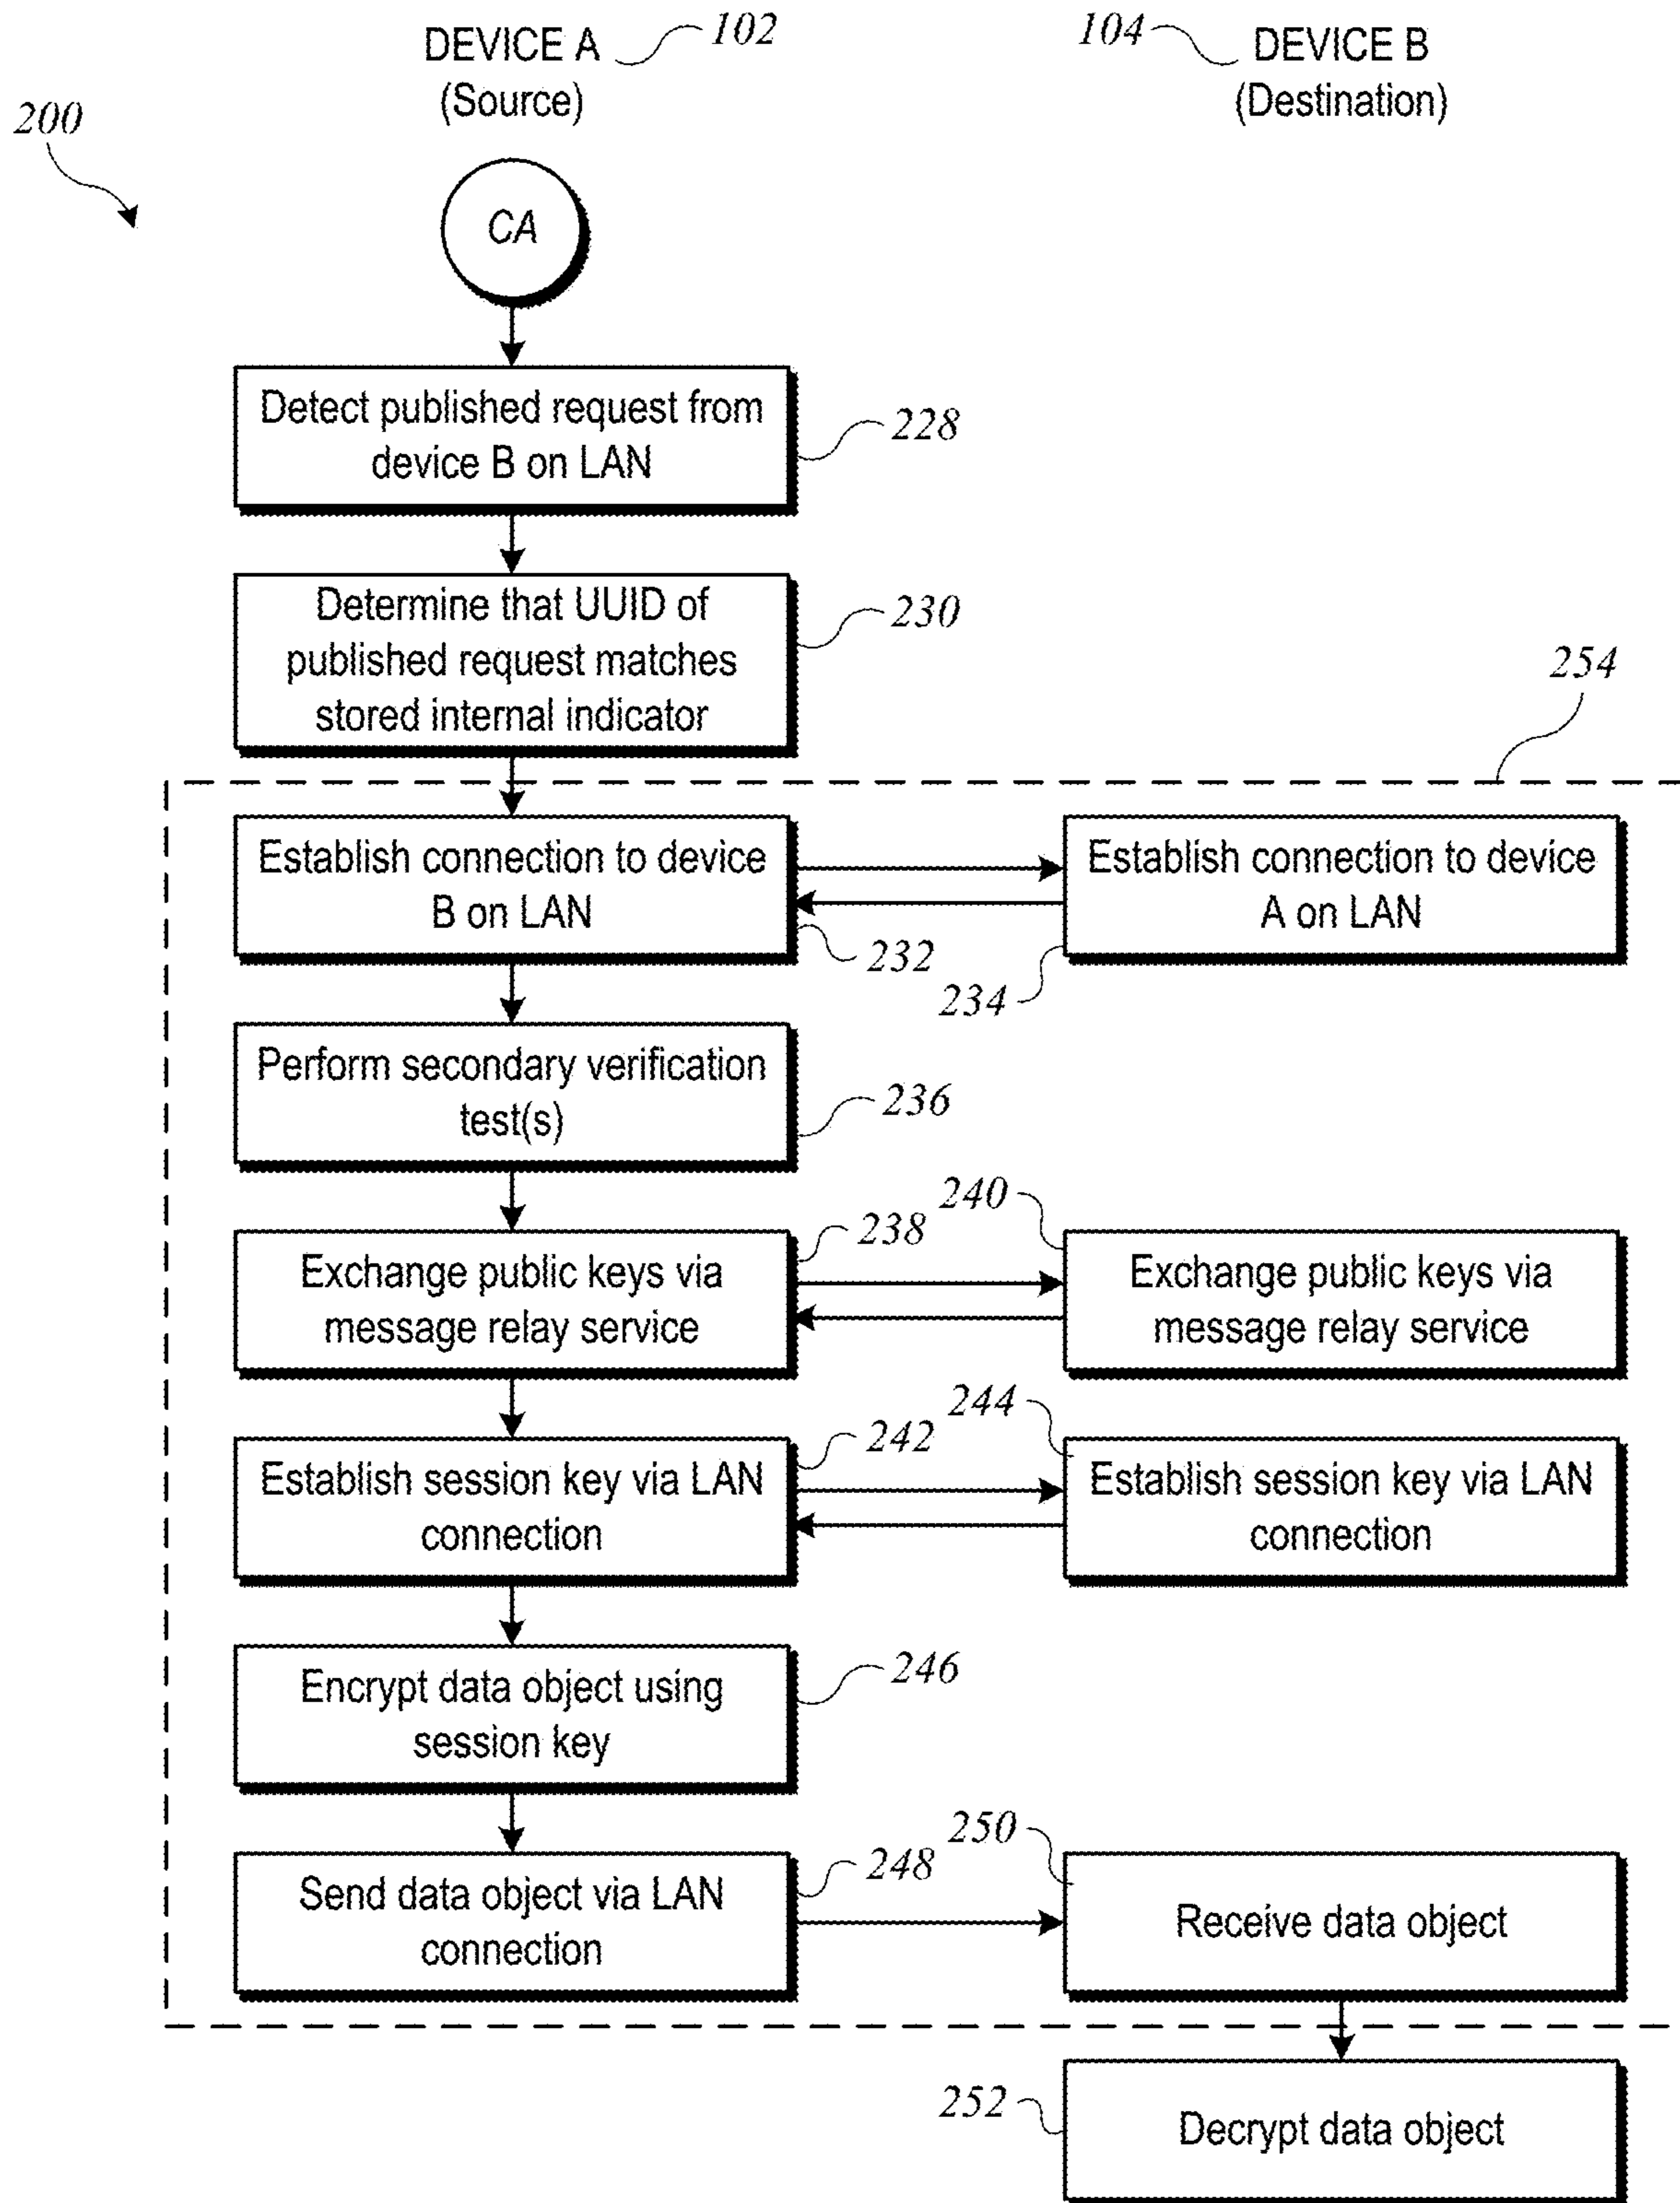 DEVICE A
(Source)
102
104
DEVICE B
(Destination)
200
CA
Detect published request from
device B on LAN
228
Determine that UUID of
published request matches
stored internal indicator
230
254
Establish connection to device
B on LAN
232
Establish connection to device
A on LAN
234
Perform secondary verification
test(s)
236
Exchange public keys via
message relay service
238
240
Exchange public keys via
message relay service
Establish session key via LAN
connection
242
244
Establish session key via LAN
connection
Encrypt data object using
session key
246
Send data object via LAN
connection
248
250
Receive data object
252
Decrypt data object